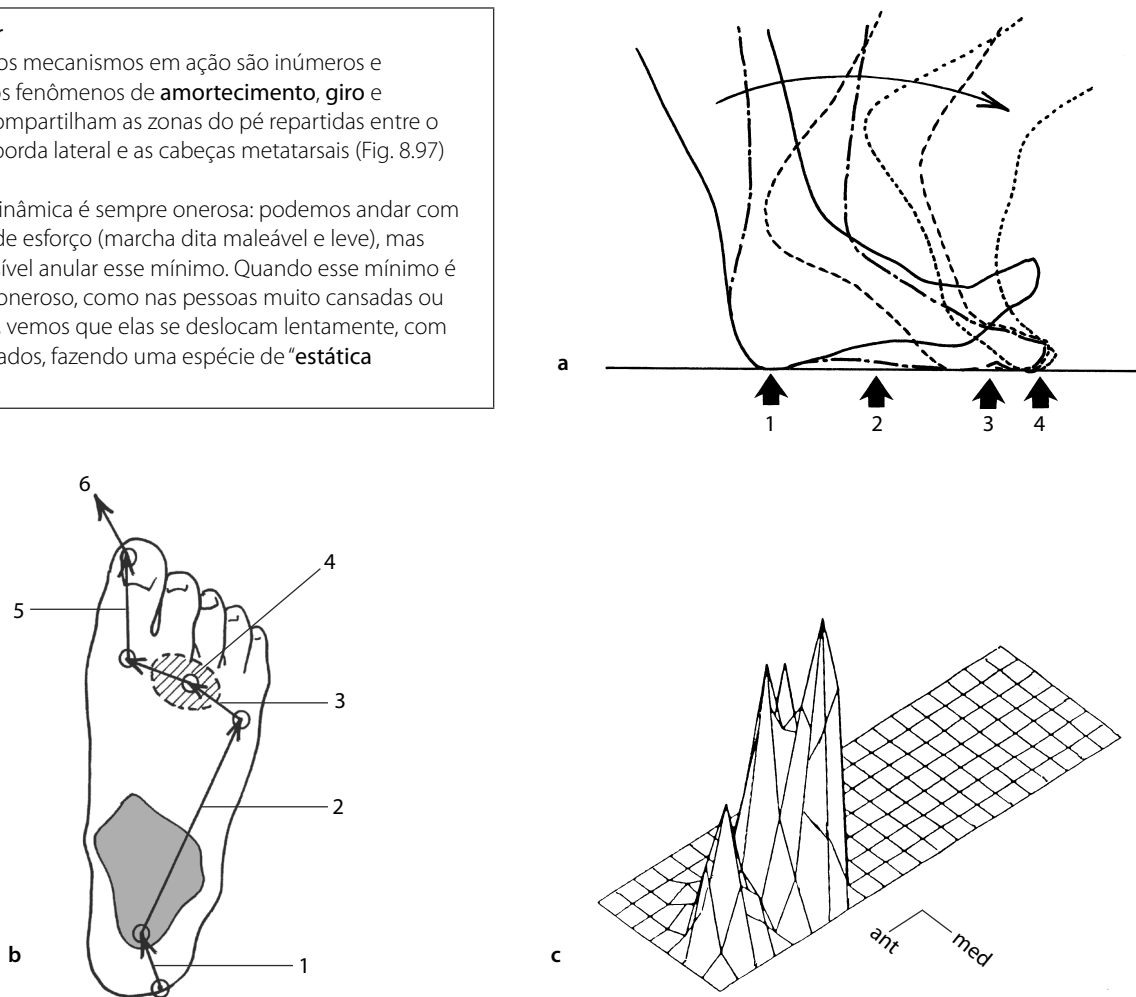 os mecanismos em ação são inúmeros e
os fenômenos de amortecimento, giro e
compartilham as zonas do pé repartidas entre o
borda lateral e as cabeças metatarsais (Fig. 8.97)
inâmica é sempre onerosa: podemos andar com
de esforço (marcha dita maleável e leve), mas
sível anular esse mínimo. Quando esse mínimo é
oneroso, como nas pessoas muito cansadas ou
, vemos que elas se deslocam lentamente, com
ados, fazendo uma espécie de “estática
a
1 2 3 4
6
4
5
3
2
1
b
c
ant
med